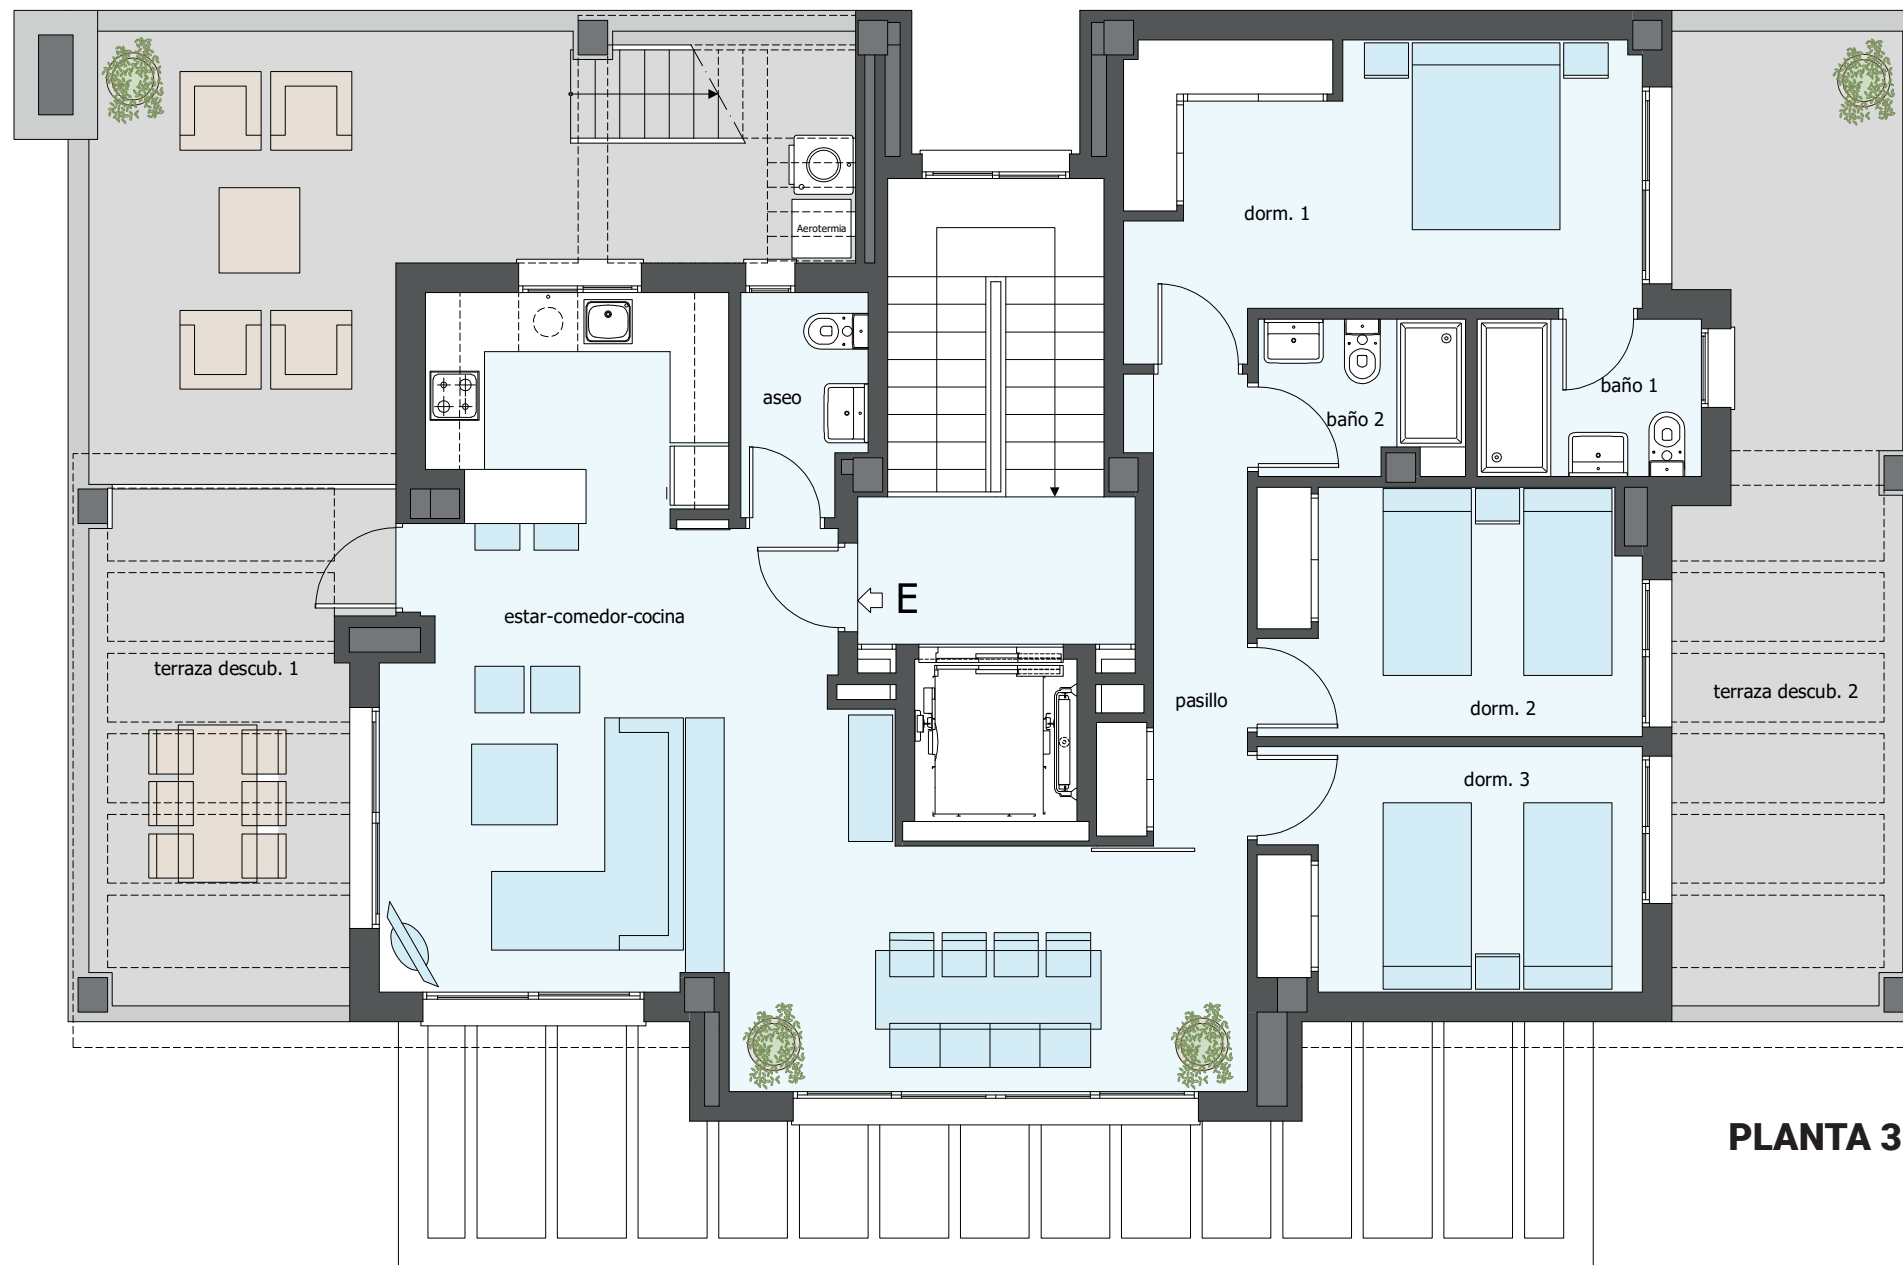 Aerotermia
dorm. 1
aseo
baño 1
baño 2
E
estar-comedor-cocina
terraza descub. 1
pasillo
dorm. 2
terraza descub. 2
dorm. 3
PLANTA 3